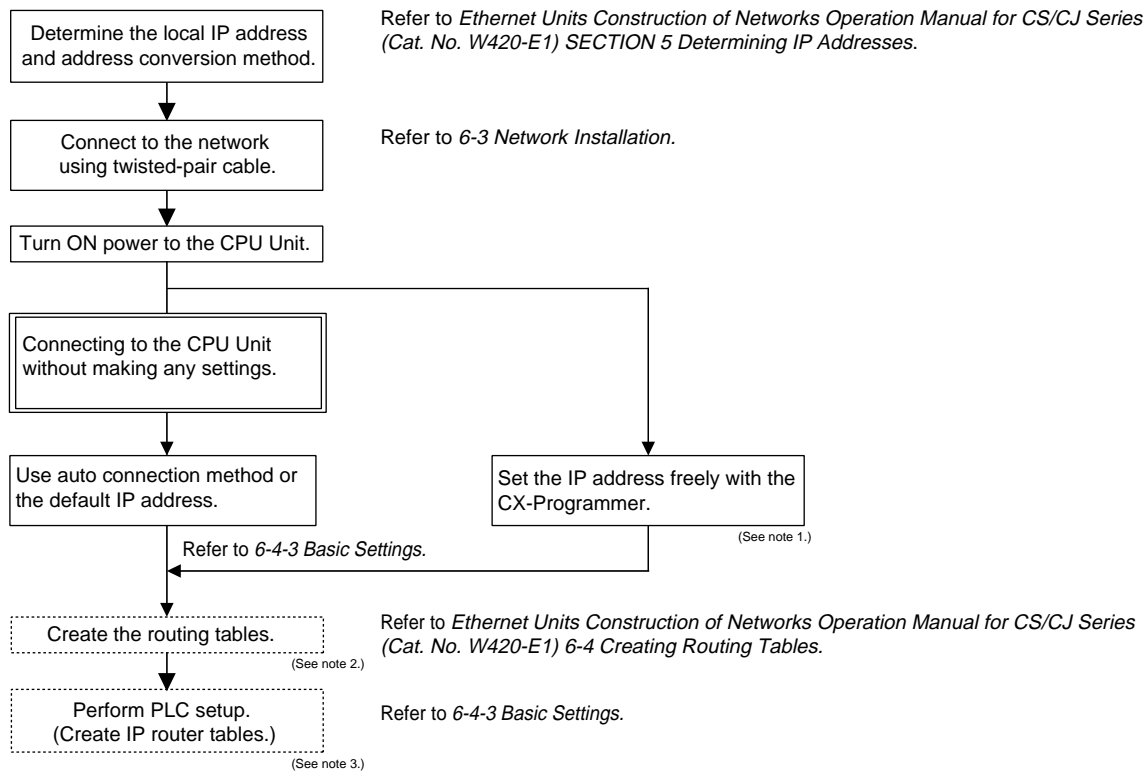 Determine the local IP address
and address conversion method.
Refer to Ethernet Units Construction of Networks Operation Manual for CS/CJ Series
(Cat. No. W420-E1) SECTION 5 Determining IP Addresses.
Connect to the network
using twisted-pair cable.
Refer to 6-3 Network Installation.
Turn ON power to the CPU Unit.
Connecting to the CPU Unit
without making any settings.
Use auto connection method or
the default IP address.
Set the IP address freely with the
CX-Programmer.
(See note 1.)
Refer to 6-4-3 Basic Settings.
Create the routing tables.
(See note 2.)
Refer to Ethernet Units Construction of Networks Operation Manual for CS/CJ Series
(Cat. No. W420-E1) 6-4 Creating Routing Tables.
Perform PLC setup.
(Create IP router tables.)
(See note 3.)
Refer to 6-4-3 Basic Settings.